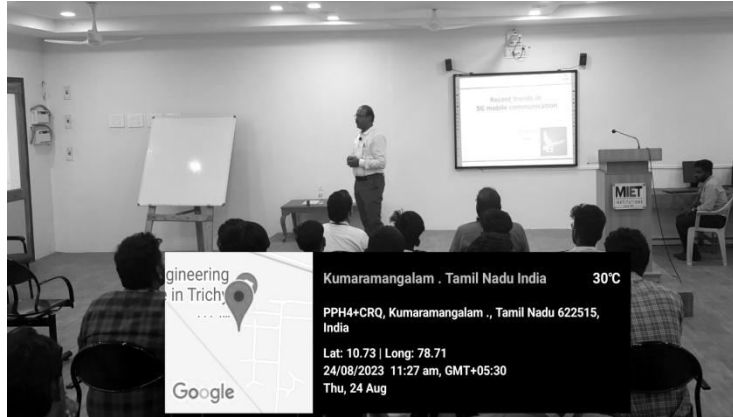 Recent trends in
5G mobile communication
MIET
INSTITUTIONS
gineering
e in Trichy
Google
Kumaramangalam . Tamil Nadu India
30°C
PPH4+CRQ, Kumaramangalam ., Tamil Nadu 622515,
India
Lat: 10.73 | Long: 78.71
24/08/2023 11:27 am, GMT+05:30
Thu, 24 Aug